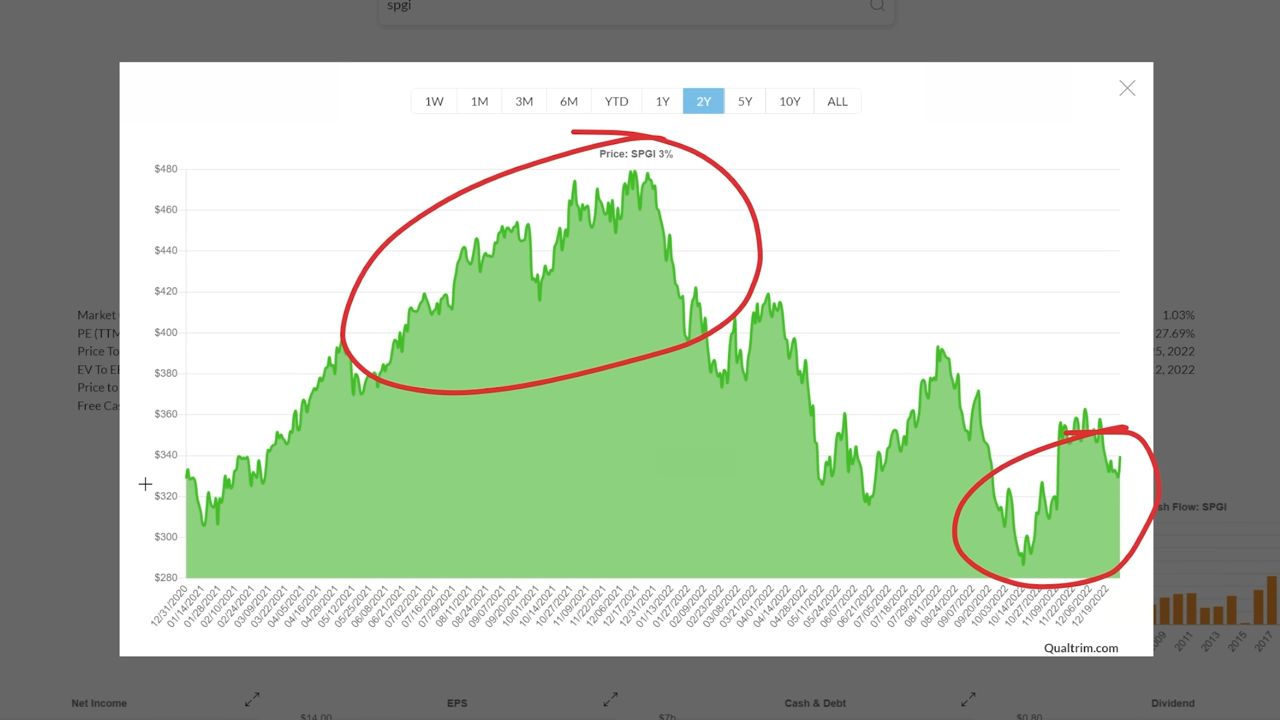 spgi
1W 1M 3M 6M YTD 1Y 2Y 5Y 10Y ALL
Price: SPGI 3%
$480
$460
$440
$420
$400
$380
$360
$340
$320
$300
$280
Market
PE (TTM
Price To
EV To E
Price to
Free Ca
1.03%
27.69%
5, 2022
2, 2022
sh Flow: SPGI
12/31/2020 01/14/2021 01/28/2021 02/10/2021 02/24/2021 03/09/2021 03/22/2021 04/05/2021 04/16/2021 04/29/2021 05/12/2021 05/25/2021 06/08/2021 06/21/2021 07/02/2021 07/16/2021 07/29/2021 08/11/2021 08/24/2021 09/07/2021 09/20/2021 10/01/2021 10/14/2021 10/27/2021 11/09/2021 11/22/2021 12/06/2021 12/17/2021 12/31/2021 01/13/2022 01/27/2022 02/09/2022 02/23/2022 03/08/2022 03/21/2022 04/01/2022 04/14/2022 04/28/2022 05/11/2022 05/24/2022 06/07/2022 06/21/2022 07/05/2022 07/18/2022 07/29/2022 08/11/2022 08/24/2022 09/07/2022 09/20/2022 10/03/2022 10/14/2022 10/27/2022 11/09/2022 11/22/2022 12/06/2022 12/19/2022
2009 2011 2013 2015 2017
Qualtrim.com
Net Income EPS Cash & Debt Dividend
$14.00 $7b $0.80